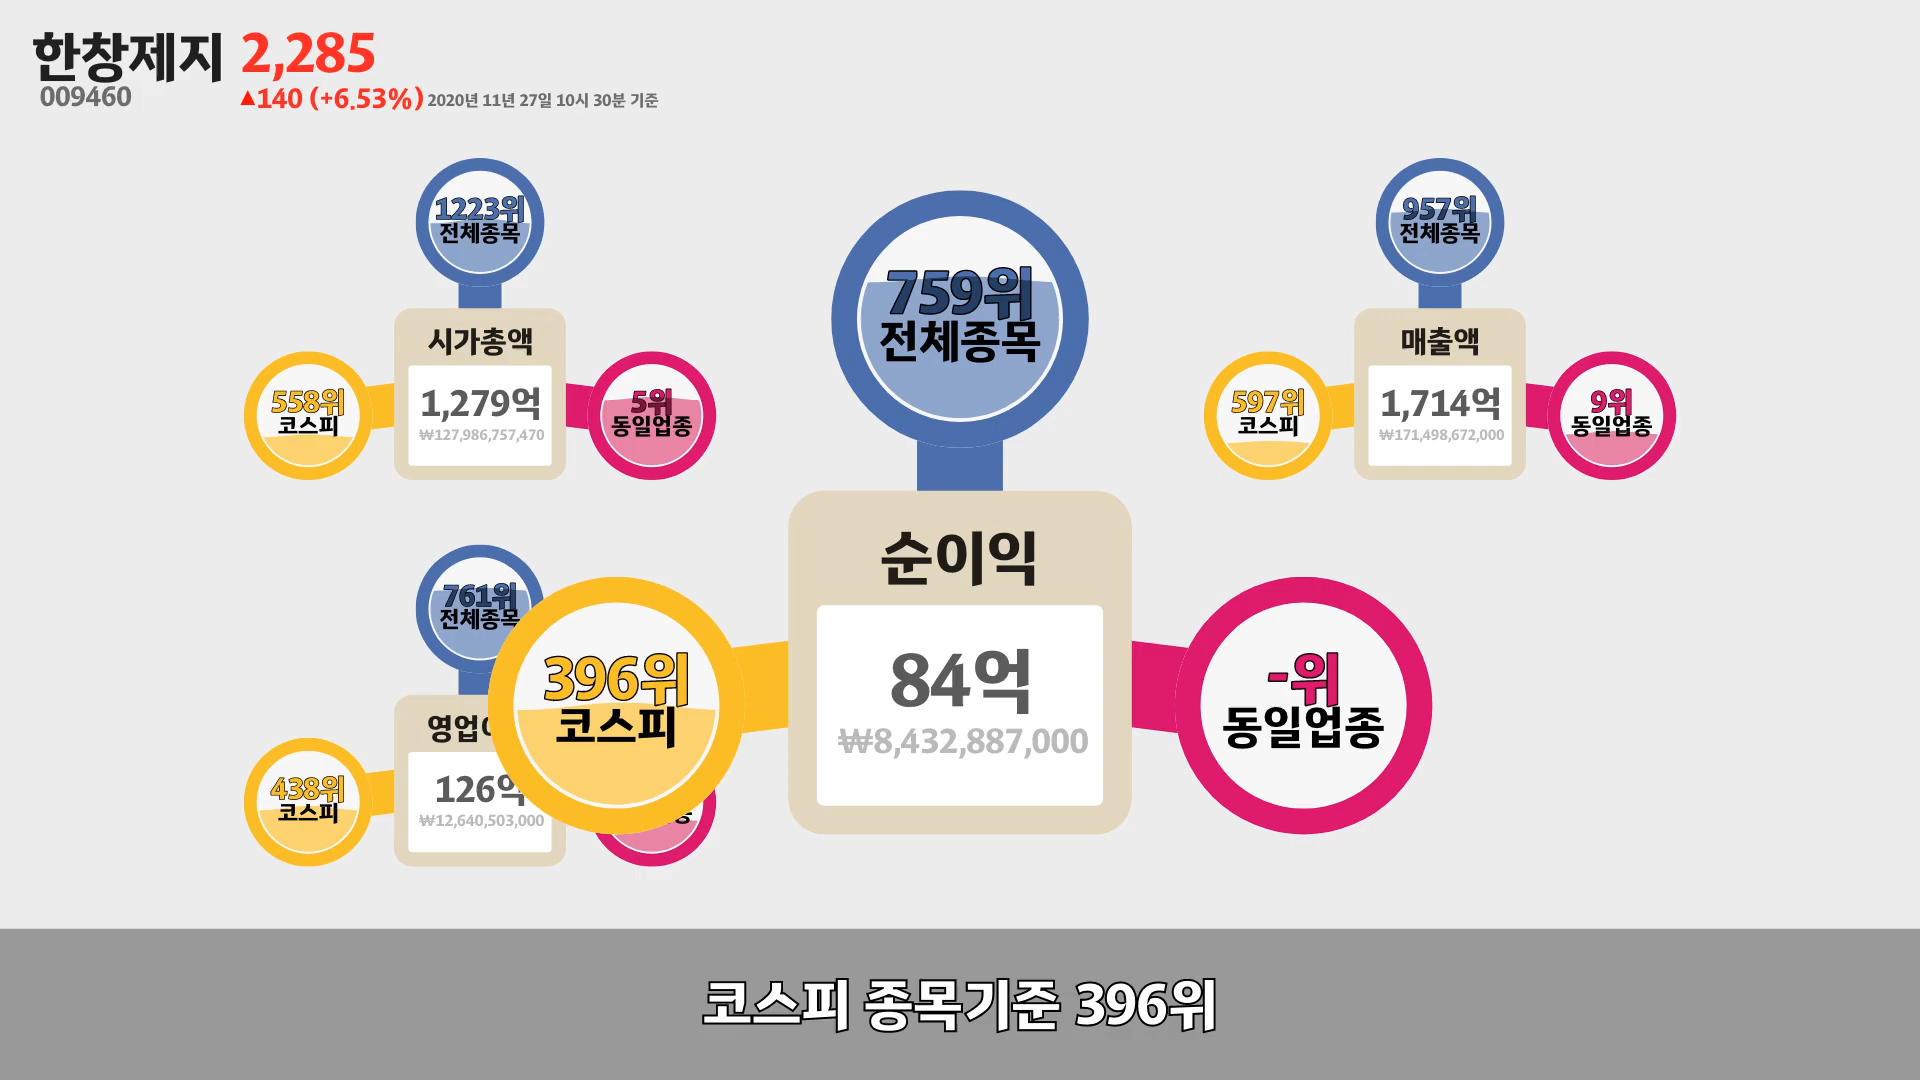 한창제지 2,285
009460
▲140 (+6.53%) 2020년 11년 27일 10시 30분 기준
1223위
전체종목
시가총액
558위
코스피
1,279억
₩127,986,757,470
5위
동일업종
759위
전체종목
순이익
396위
코스피
84억
₩8,432,887,000
-위
동일업종
957위
전체종목
매출액
597위
코스피
1,714억
₩171,498,672,000
9위
동일업종
761위
전체종목
438위
코스피
126억
₩12,640,503,000
코스피 종목기준 396위